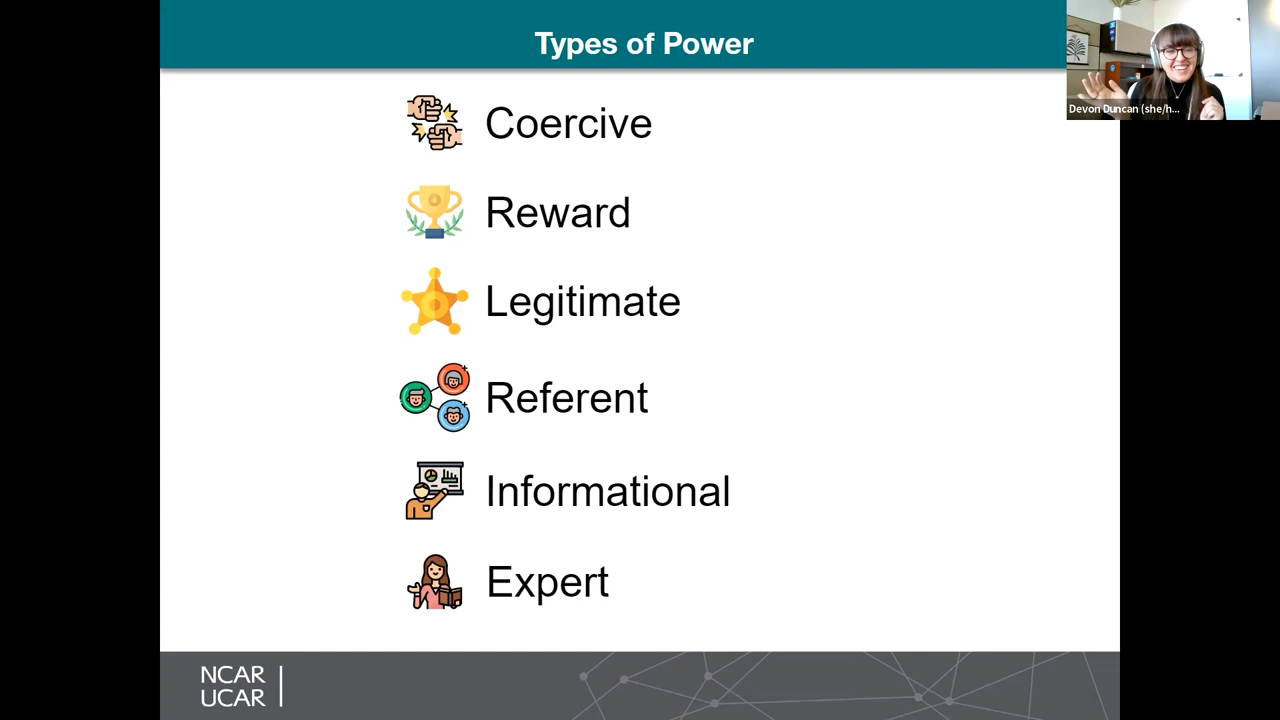 Types of Power
Devon Duncan (she/h...
Coercive
Reward
Legitimate
Referent
Informational
Expert
NCAR
UCAR